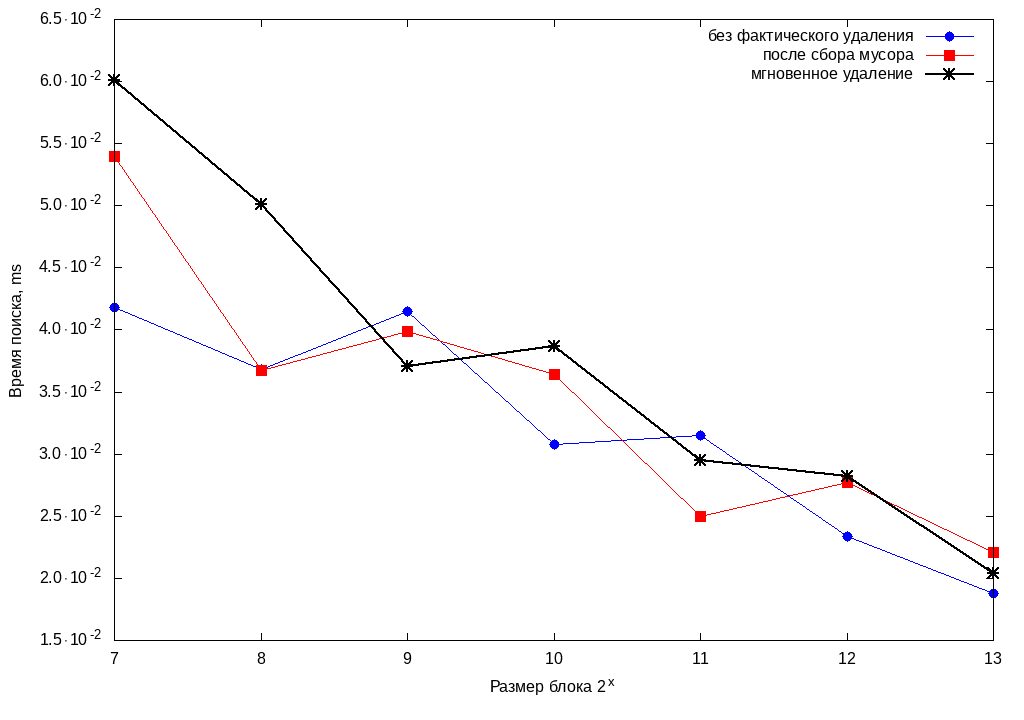 без фактического удаления
после сбора мусора
мгновенное удаление
6.5·10⁻²
6.0·10⁻²
5.5·10⁻²
5.0·10⁻²
4.5·10⁻²
4.0·10⁻²
3.5·10⁻²
3.0·10⁻²
2.5·10⁻²
2.0·10⁻²
1.5·10⁻²
Время поиска, ms
7 8 9 10 11 12 13
Размер блока 2ˣ